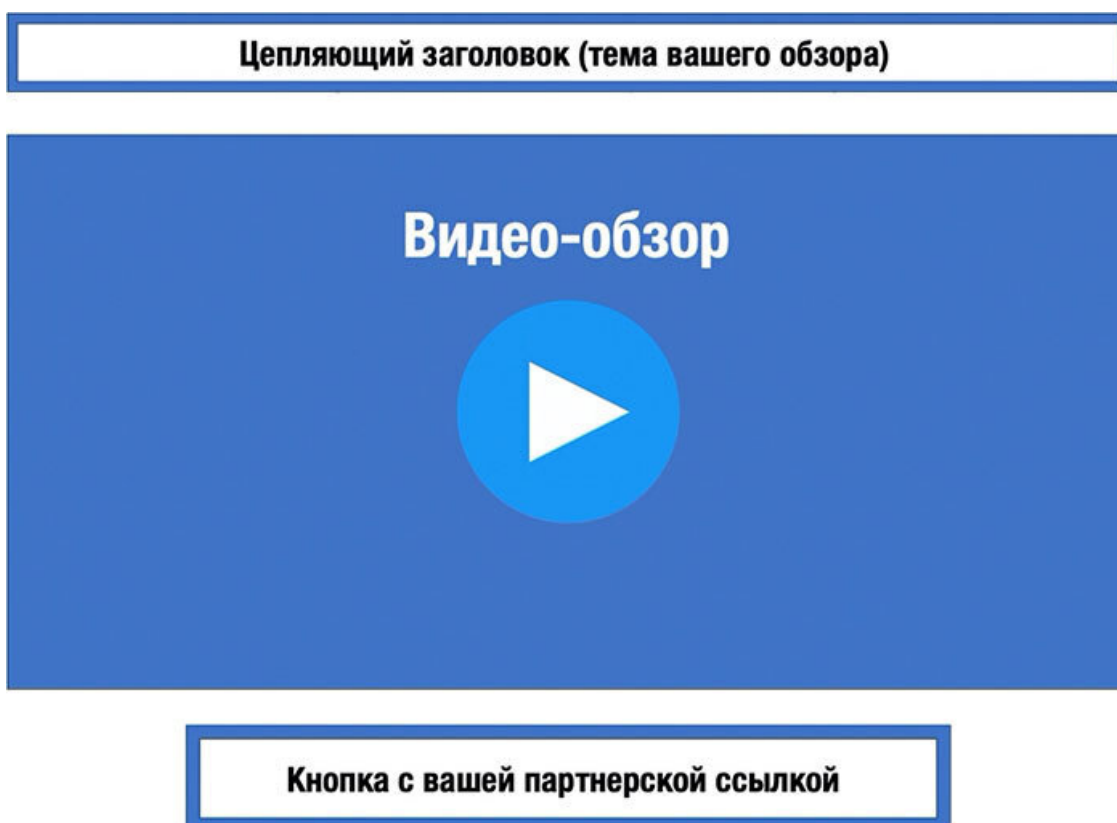 Цепляющий заголовок (тема вашего обзора)
Видео-обзор
Кнопка с вашей партнерской ссылкой